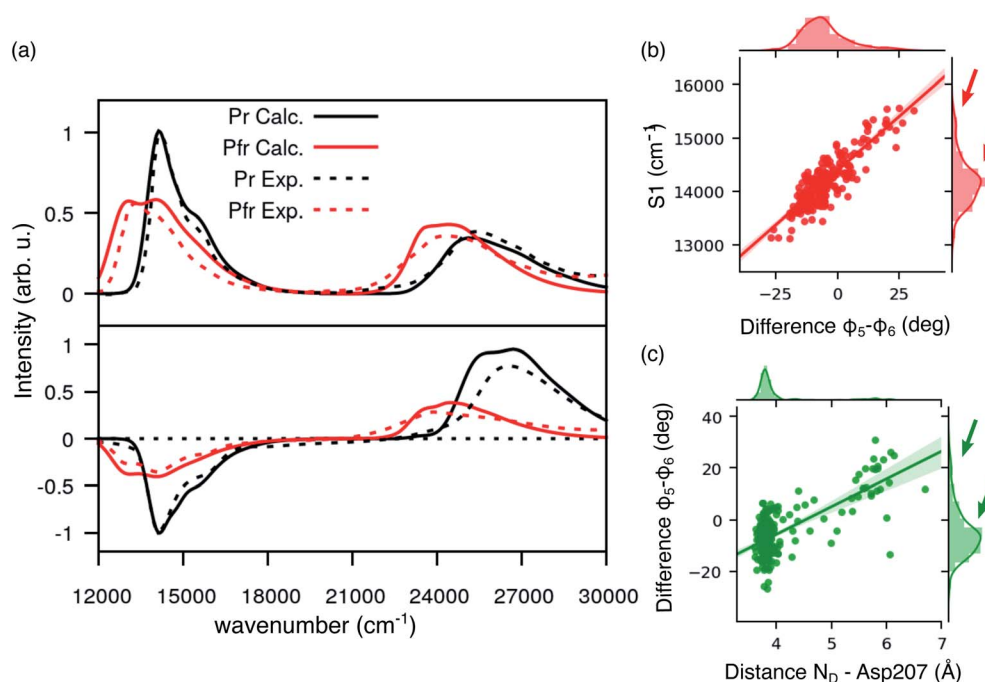 (a)
Pr Calc.
Pfr Calc.
Pr Exp.
Pfr Exp.
1
0.5
0
1
0.5
0
-0.5
-1
Intensity (arb. u.)
12000 15000 18000 21000 24000 27000 30000
wavenumber (cm⁻¹)
(b)
16000
15000
14000
13000
S1 (cm⁻¹)
−25 0 25
Difference ϕ₅-ϕ₆ (deg)
(c)
40
20
0
−20
Difference ϕ₅-ϕ₆ (deg)
4 5 6 7
Distance N_D - Asp207 (Å)